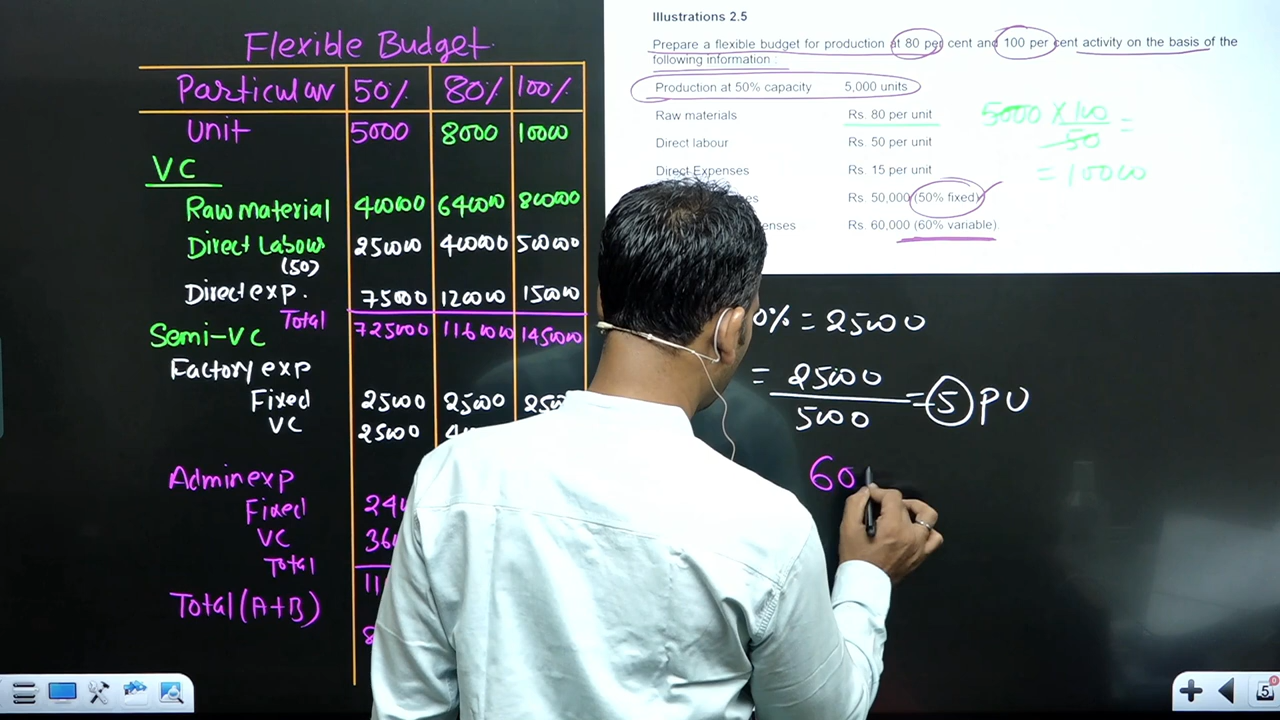 Flexible Budget
Particular 50% 80% 100%
Unit 5000 8000 10000
VC
Raw material 400000 640000 800000
Direct Labour 250000 400000 500000
(50)
Direct exp. 75000 120000 150000
Total 725000 1160000 1450000
Semi-VC
Factory exp
Fixed 25000 25000
VC 25000
Admin exp
Fixed
VC
Total
Total (A+B)
Illustrations 2.5
Prepare a flexible budget for production at 80 per cent and 100 per cent activity on the basis of the
following information :
Production at 50% capacity 5,000 units
Raw materials Rs. 80 per unit
Direct labour Rs. 50 per unit
Direct Expenses Rs. 15 per unit
Rs. 50,000 (50% fixed)
Rs. 60,000 (60% variable)
5000 × 100 =
50
= 10000
0% = 25000
= 25000 = 5 PU
5000
60
5